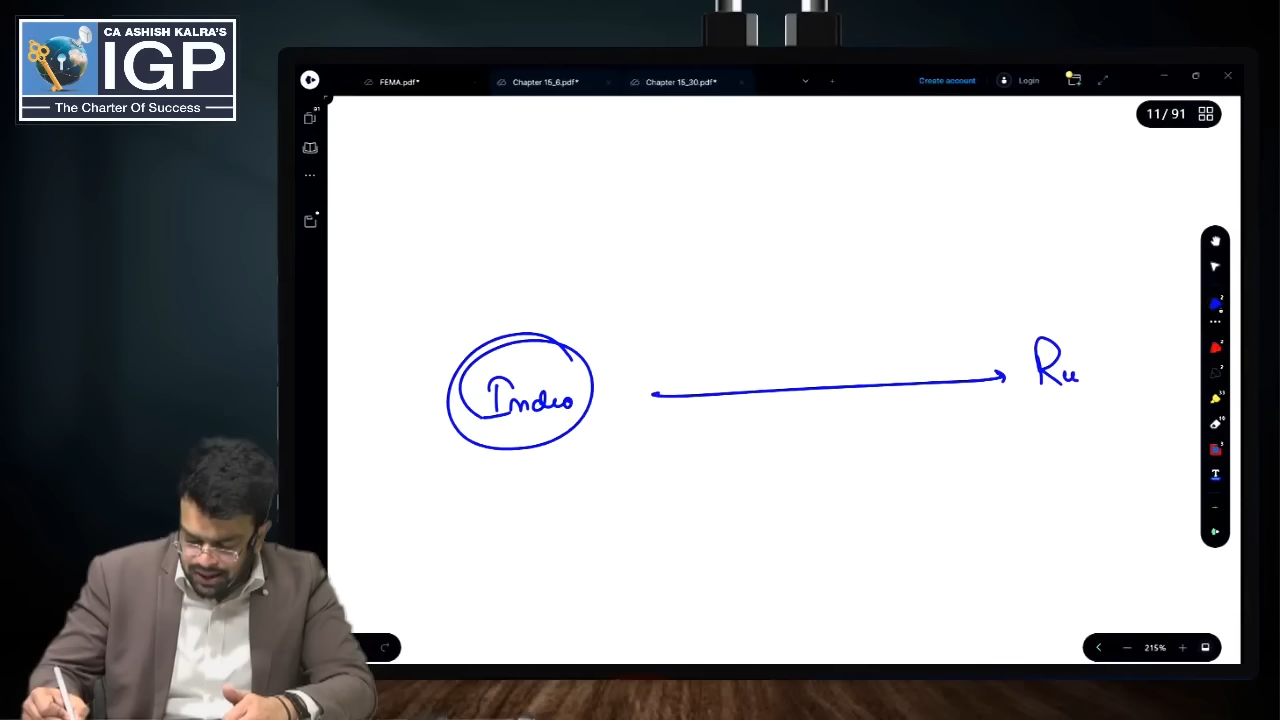 CA ASHISH KALRA'S
IGP
The Charter Of Success
FEMA.pdf*
Chapter 15_6.pdf*
Chapter 15_30.pdf*
Create account
Login
91
11/ 91
India
Ru
215%